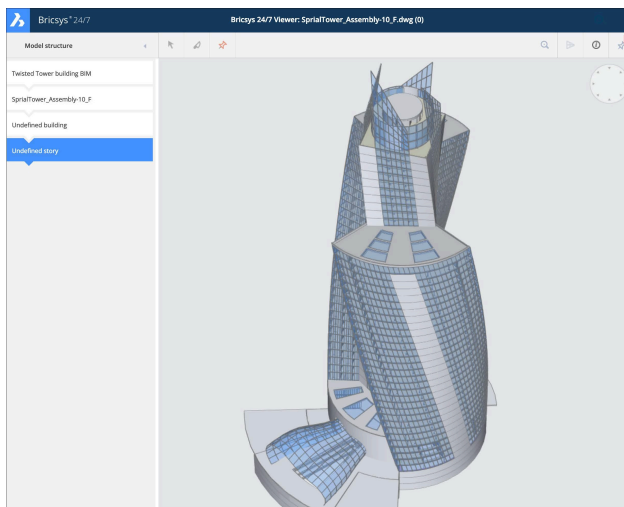 Bricsys® 24/7
Bricsys 24/7 Viewer: SprialTower_Assembly-10_F.dwg (0)
Model structure
Twisted Tower building BIM
SprialTower_Assembly-10_F
Undefined building
Undefined story